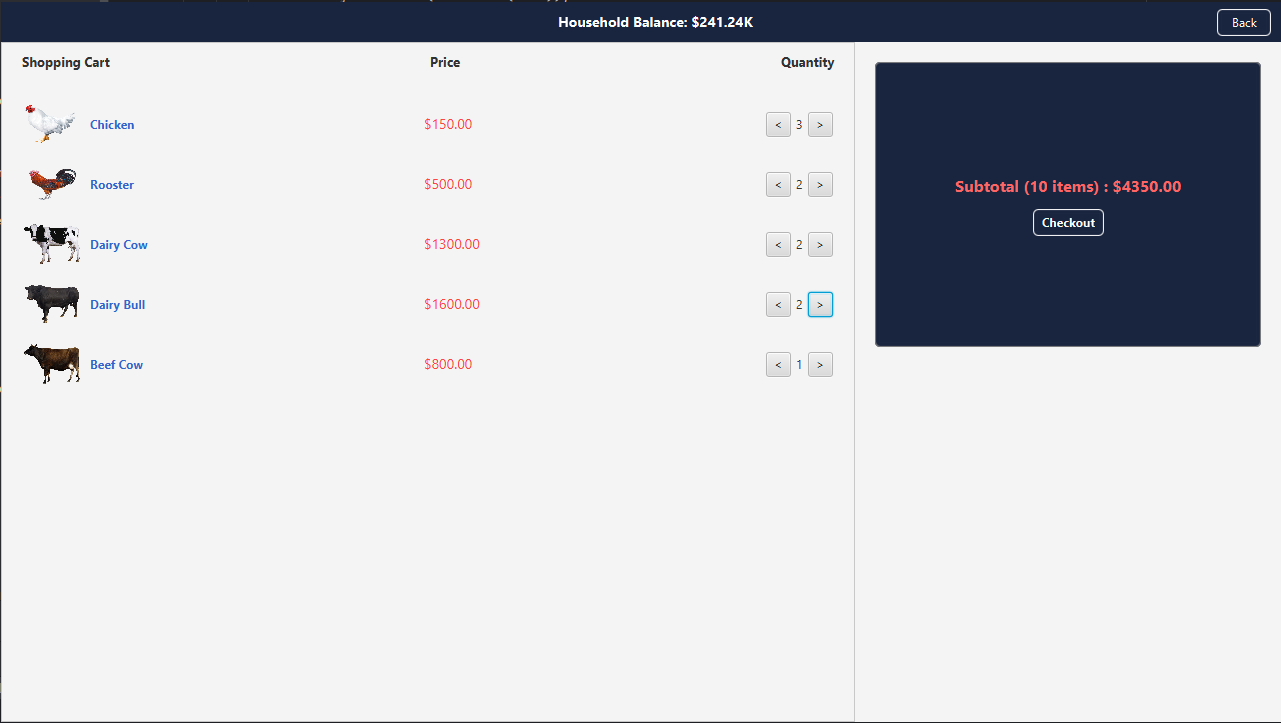 Household Balance: $241.24K
Back
Shopping Cart Price Quantity
Chicken $150.00 < 3 >
Rooster $500.00 < 2 >
Dairy Cow $1300.00 < 2 >
Dairy Bull $1600.00 < 2 >
Beef Cow $800.00 < 1 >
Subtotal (10 items) : $4350.00
Checkout